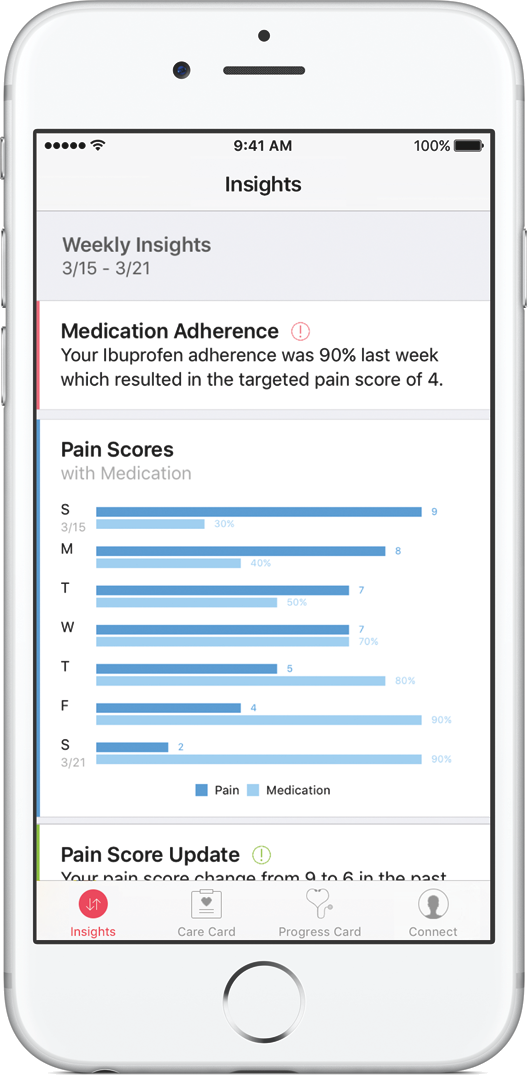 9:41 AM 100%
Insights
Weekly Insights
3/15 - 3/21
Medication Adherence
Your Ibuprofen adherence was 90% last week
which resulted in the targeted pain score of 4.
Pain Scores
with Medication
S 9
3/15 30%
M 8
40%
T 7
50%
W 7
70%
T 5
80%
F 4
90%
S 2
3/21 90%
Pain Medication
Pain Score Update
Your pain score change from 9 to 6 in the past
Insights Care Card Progress Card Connect